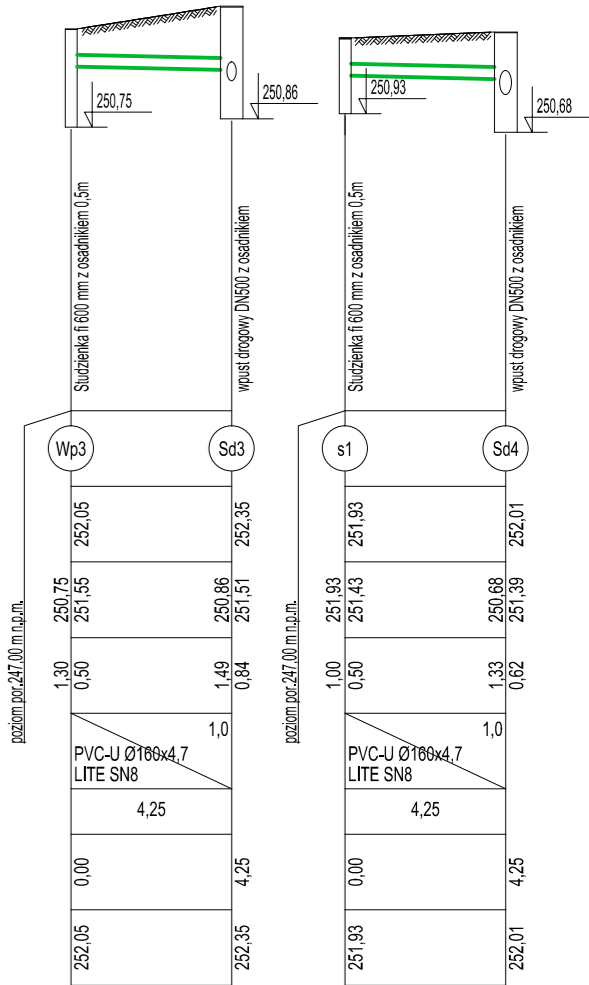 250,75
250,86
250,93
250,68
Studzienka fi 600 mm z osadnikiem 0,5m
wpust drogowy DN500 z osadnikiem
Studzienka fi 600 mm z osadnikiem 0,5m
wpust drogowy DN500 z osadnikiem
Wp3
Sd3
s1
Sd4
poziom por.247,00 m n.p.m.
poziom por.247,00 m n.p.m.
252,05
252,35
251,93
252,01
250,75
251,55
250,86
251,51
251,93
251,43
250,68
251,39
1.30
0,50
1.49
0,84
1.00
0,50
1.33
0,62
1,0
PVC-U Ø160x4,7
LITE SN8
1,0
PVC-U Ø160x4,7
LITE SN8
4,25
4,25
0,00
4,25
0,00
4,25
252,05
252,35
251,93
252,01